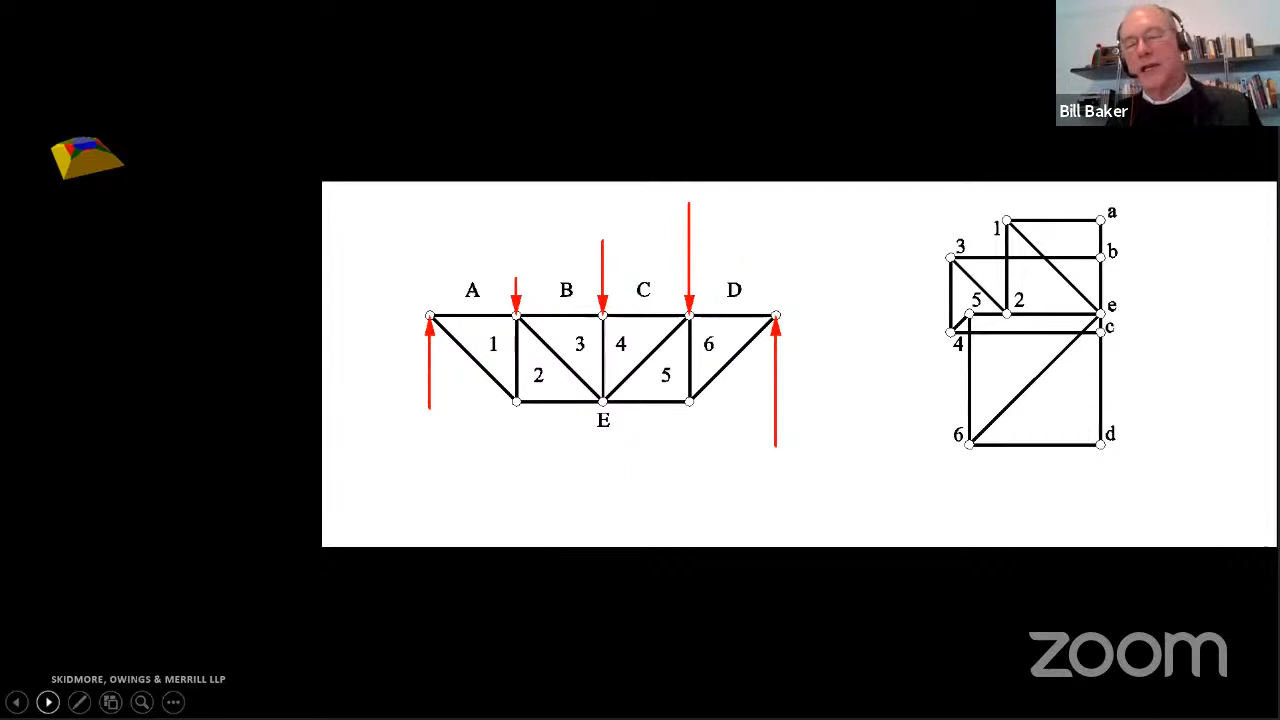 Bill Baker
A B C D
1 3 4 6
2 5
E
a
1
3 b
5 2 e
c
4
6 d
zoom
SKIDMORE, OWINGS & MERRILL LLP